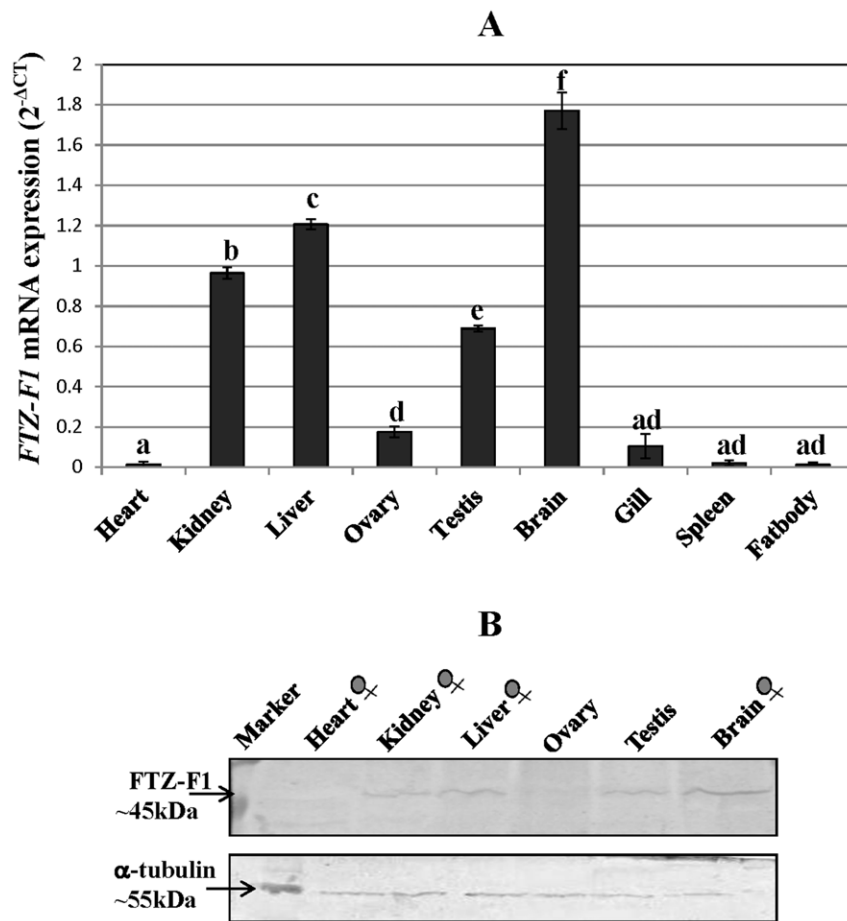 A
FTZ-F1 mRNA expression (2^-ΔCT)
2
1.8
1.6
1.4
1.2
1
0.8
0.6
0.4
0.2
0
a
b
c
d
e
f
ad
ad
ad
Heart
Kidney
Liver
Ovary
Testis
Brain
Gill
Spleen
Fatbody
B
Marker
Heart♀
Kidney♀
Liver♀
Ovary
Testis
Brain♀
FTZ-F1
~45kDa
α-tubulin
~55kDa